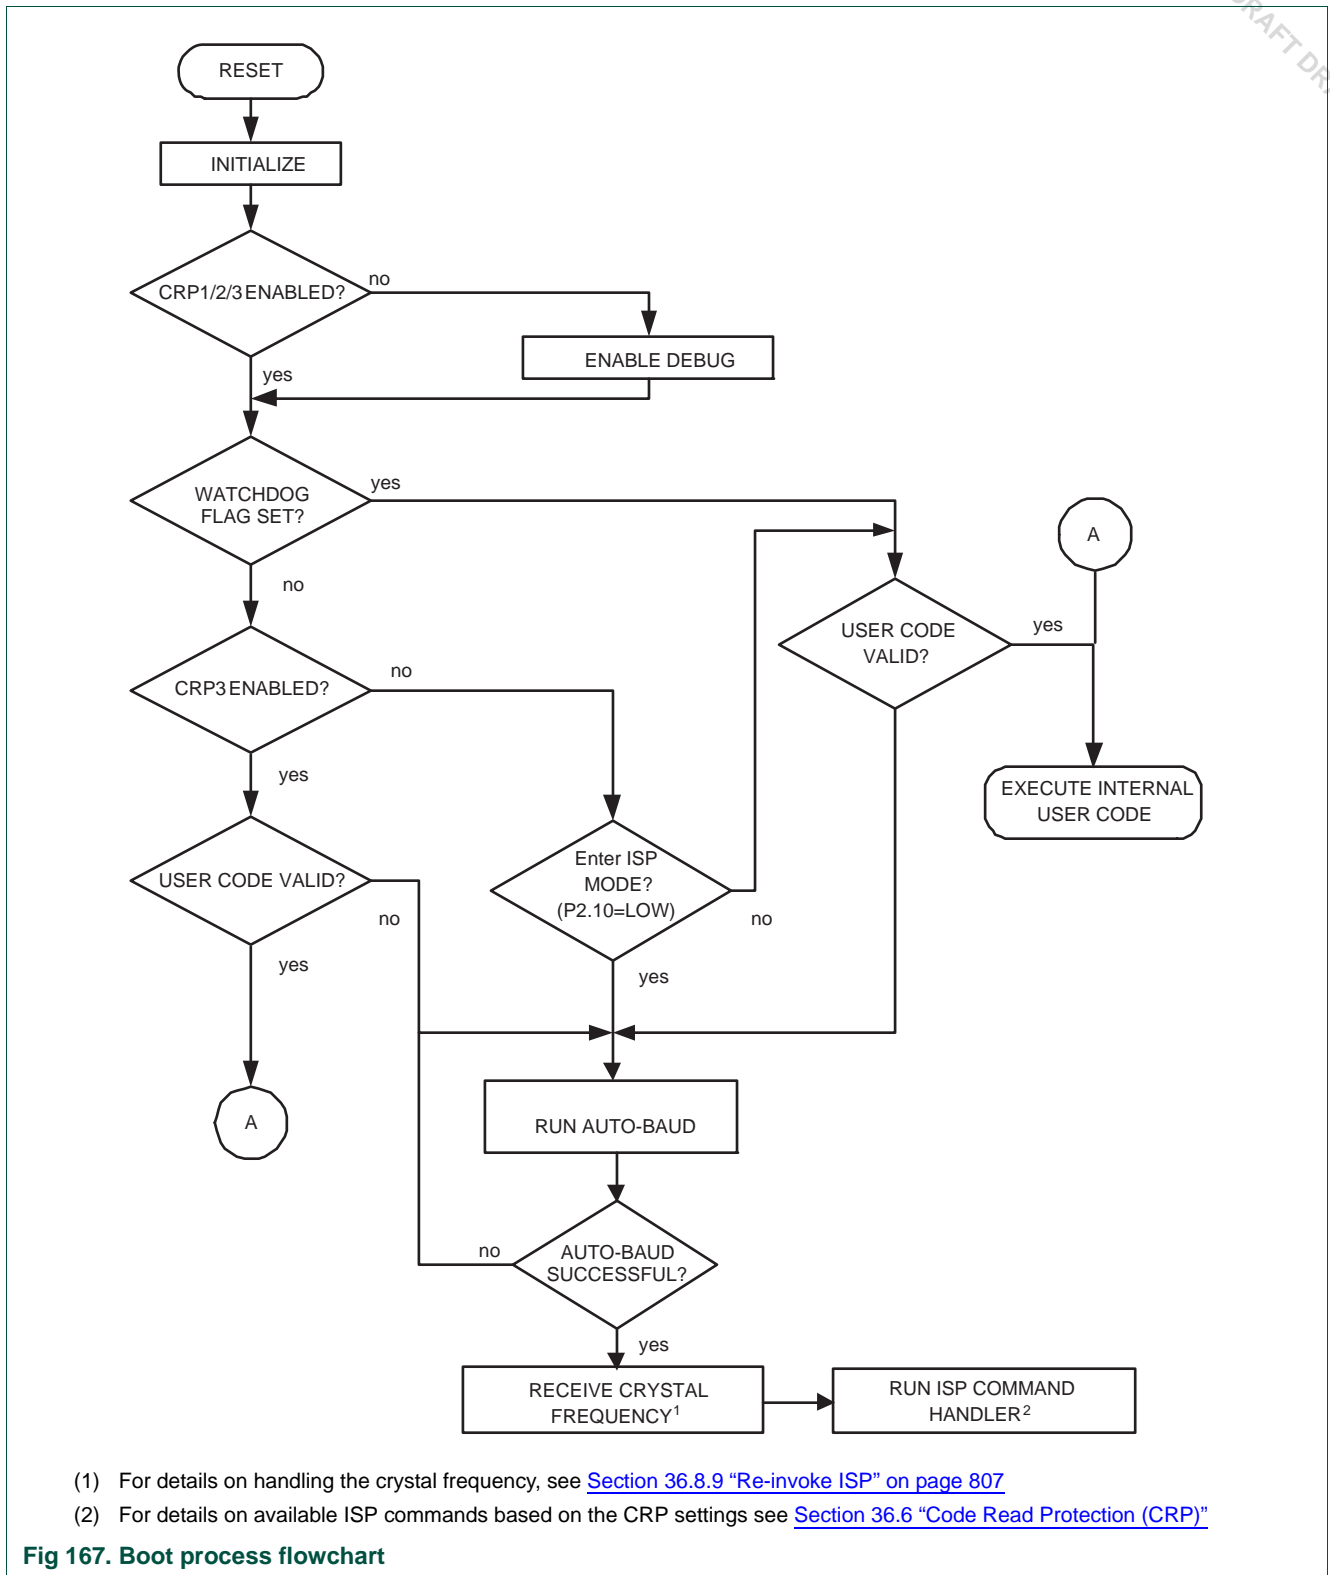 DRAFT DRA
RESET
INITIALIZE
CRP1/2/3 ENABLED?
no
ENABLE DEBUG
yes
WATCHDOG
FLAG SET?
yes
A
no
USER CODE
VALID?
yes
CRP3 ENABLED?
no
yes
EXECUTE INTERNAL
USER CODE
USER CODE VALID?
no
Enter ISP
MODE?
(P2.10=LOW)
no
yes
yes
A
RUN AUTO-BAUD
no
AUTO-BAUD
SUCCESSFUL?
yes
RECEIVE CRYSTAL
FREQUENCY1
RUN ISP COMMAND
HANDLER2
(1) For details on handling the crystal frequency, see Section 36.8.9 “Re-invoke ISP” on page 807
(2) For details on available ISP commands based on the CRP settings see Section 36.6 “Code Read Protection (CRP)”
Fig 167. Boot process flowchart